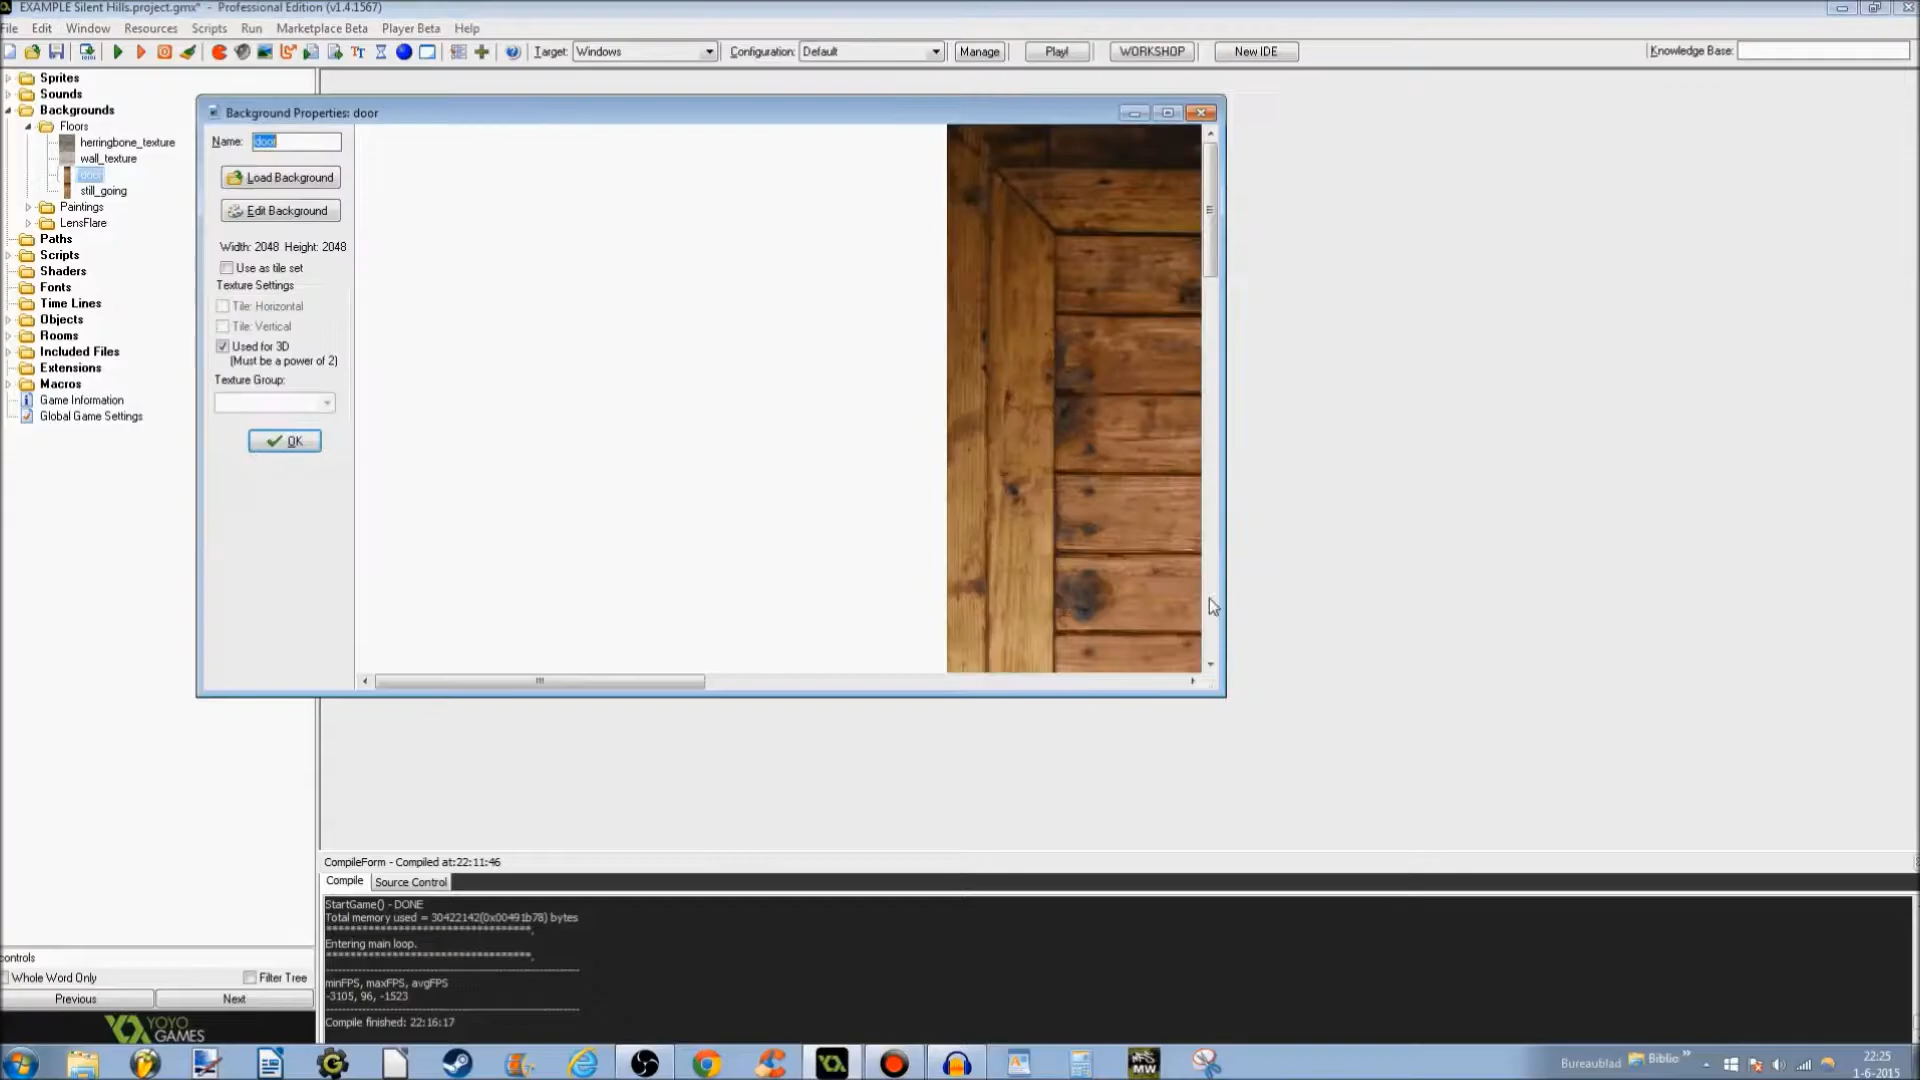 EXAMPLE Silent Hills.project.gmx* - Professional Edition (v1.4.1567)
File Edit Window Resources Scripts Run Marketplace Beta Player Beta Help
Target: Windows Configuration: Default Manage Play! WORKSHOP New IDE Knowledge Base:
Sprites
Sounds
Backgrounds
Floors
herringbone_texture
wall_texture
door
still_going
Paintings
LensFlare
Paths
Scripts
Shaders
Fonts
Time Lines
Objects
Rooms
Included Files
Extensions
Macros
Game Information
Global Game Settings
Background Properties: door
Name: door
Load Background
Edit Background
Width: 2048 Height: 2048
Use as tile set
Texture Settings
Tile: Horizontal
Tile: Vertical
Used for 3D
(Must be a power of 2)
Texture Group:
OK
CompileForm - Compiled at:22:11:46
Compile Source Control
StartGame() - DONE
Total memory used = 30422142(0x00491b78) bytes
***********************************.
Entering main loop.
***********************************.
minFPS, maxFPS, avgFPS
-3105, 96, -1523
Compile finished: 22:16:17
controls
Whole Word Only Filter Tree
Previous Next
YOYO
GAMES
MW
Bureaublad Biblio »
22:25
1-6-2015